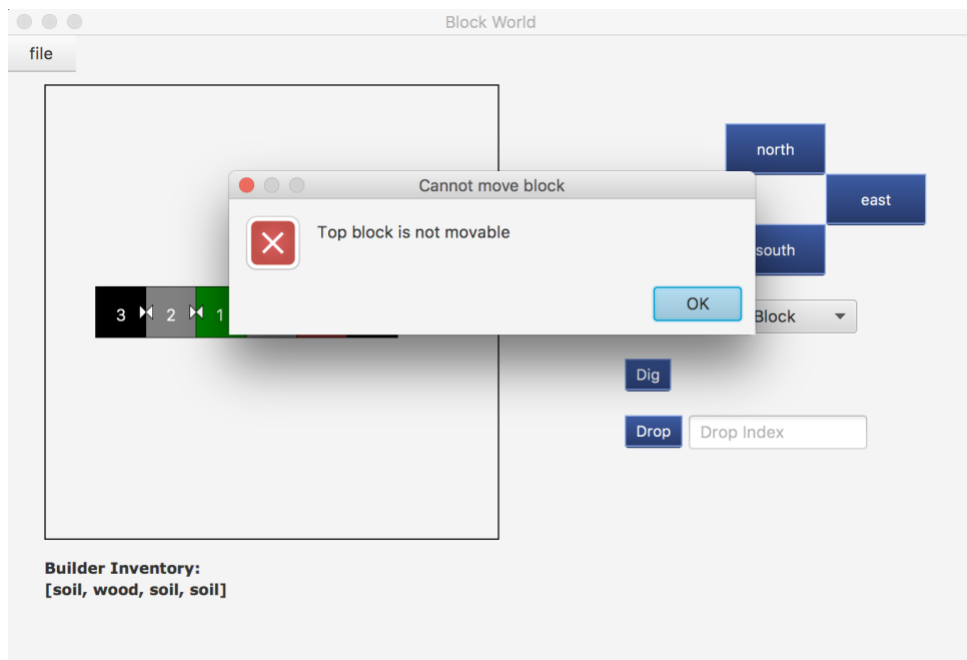 Block World
file
north
Cannot move block
east
Top block is not movable
south
OK
3 2 1
Block
Dig
Drop Drop Index
Builder Inventory:
[soil, wood, soil, soil]